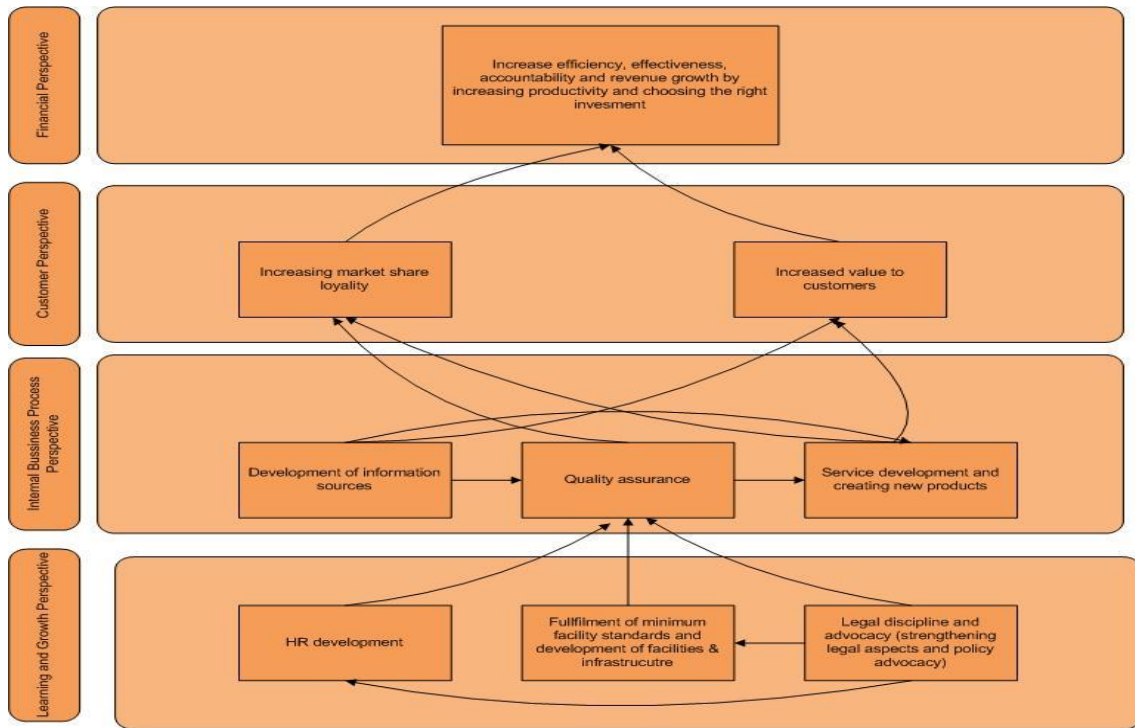 Financial Perspective
Increase efficiency, effectiveness,
accountability and revenue growth by
increasing productivity and choosing the right
invesment
Customer Perspective
Increasing market share
loyality
Increased value to
customers
Internal Bussiness Process
Perspective
Development of information
sources
Quality assurance
Service development and
creating new products
Learning and Growth Perspective
HR development
Fullfilment of minimum
facility standards and
development of facilities &
infrastrucutre
Legal discipline and
advocacy (strengthening
legal aspects and policy
advocacy)